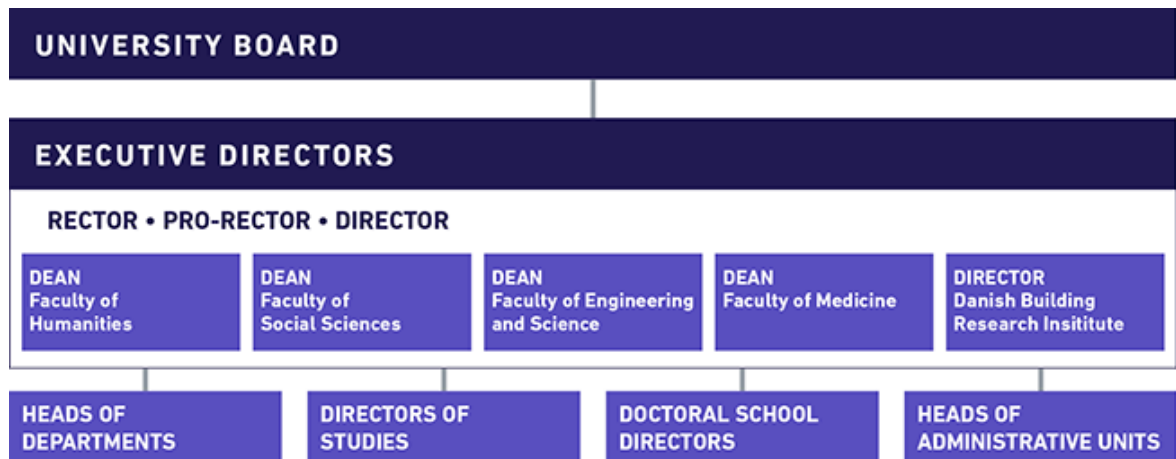 UNIVERSITY BOARD
EXECUTIVE DIRECTORS
RECTOR • PRO-RECTOR • DIRECTOR
DEAN
Faculty of
Humanities
DEAN
Faculty of
Social Sciences
DEAN
Faculty of Engineering
and Science
DEAN
Faculty of Medicine
DIRECTOR
Danish Building
Research Insititute
HEADS OF
DEPARTMENTS
DIRECTORS OF
STUDIES
DOCTORAL SCHOOL
DIRECTORS
HEADS OF
ADMINISTRATIVE UNITS